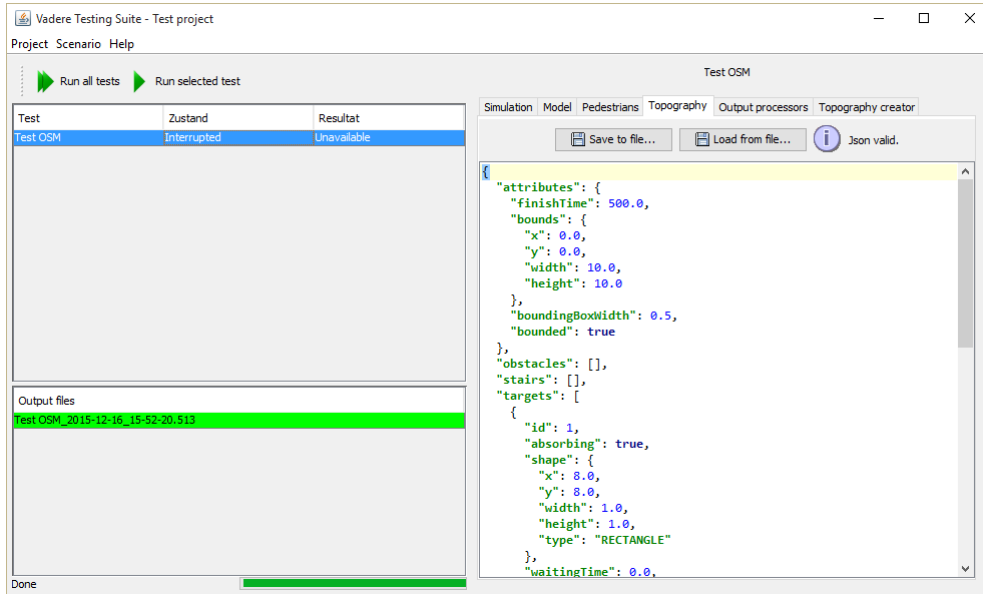 Vadere Testing Suite - Test project
Project Scenario Help
Run all tests Run selected test
Test Zustand Resultat
Test OSM Interrupted Unavailable
Output files
Test OSM_2015-12-16_15-52-20.513
Done
Test OSM
Simulation Model Pedestrians Topography Output processors Topography creator
Save to file... Load from file... i Json valid.
{
"attributes": {
"finishTime": 500.0,
"bounds": {
"x": 0.0,
"y": 0.0,
"width": 10.0,
"height": 10.0
},
"boundingBoxWidth": 0.5,
"bounded": true
},
"obstacles": [],
"stairs": [],
"targets": [
{
"id": 1,
"absorbing": true,
"shape": {
"x": 8.0,
"y": 8.0,
"width": 1.0,
"height": 1.0,
"type": "RECTANGLE"
},
"waitingTime": 0.0,